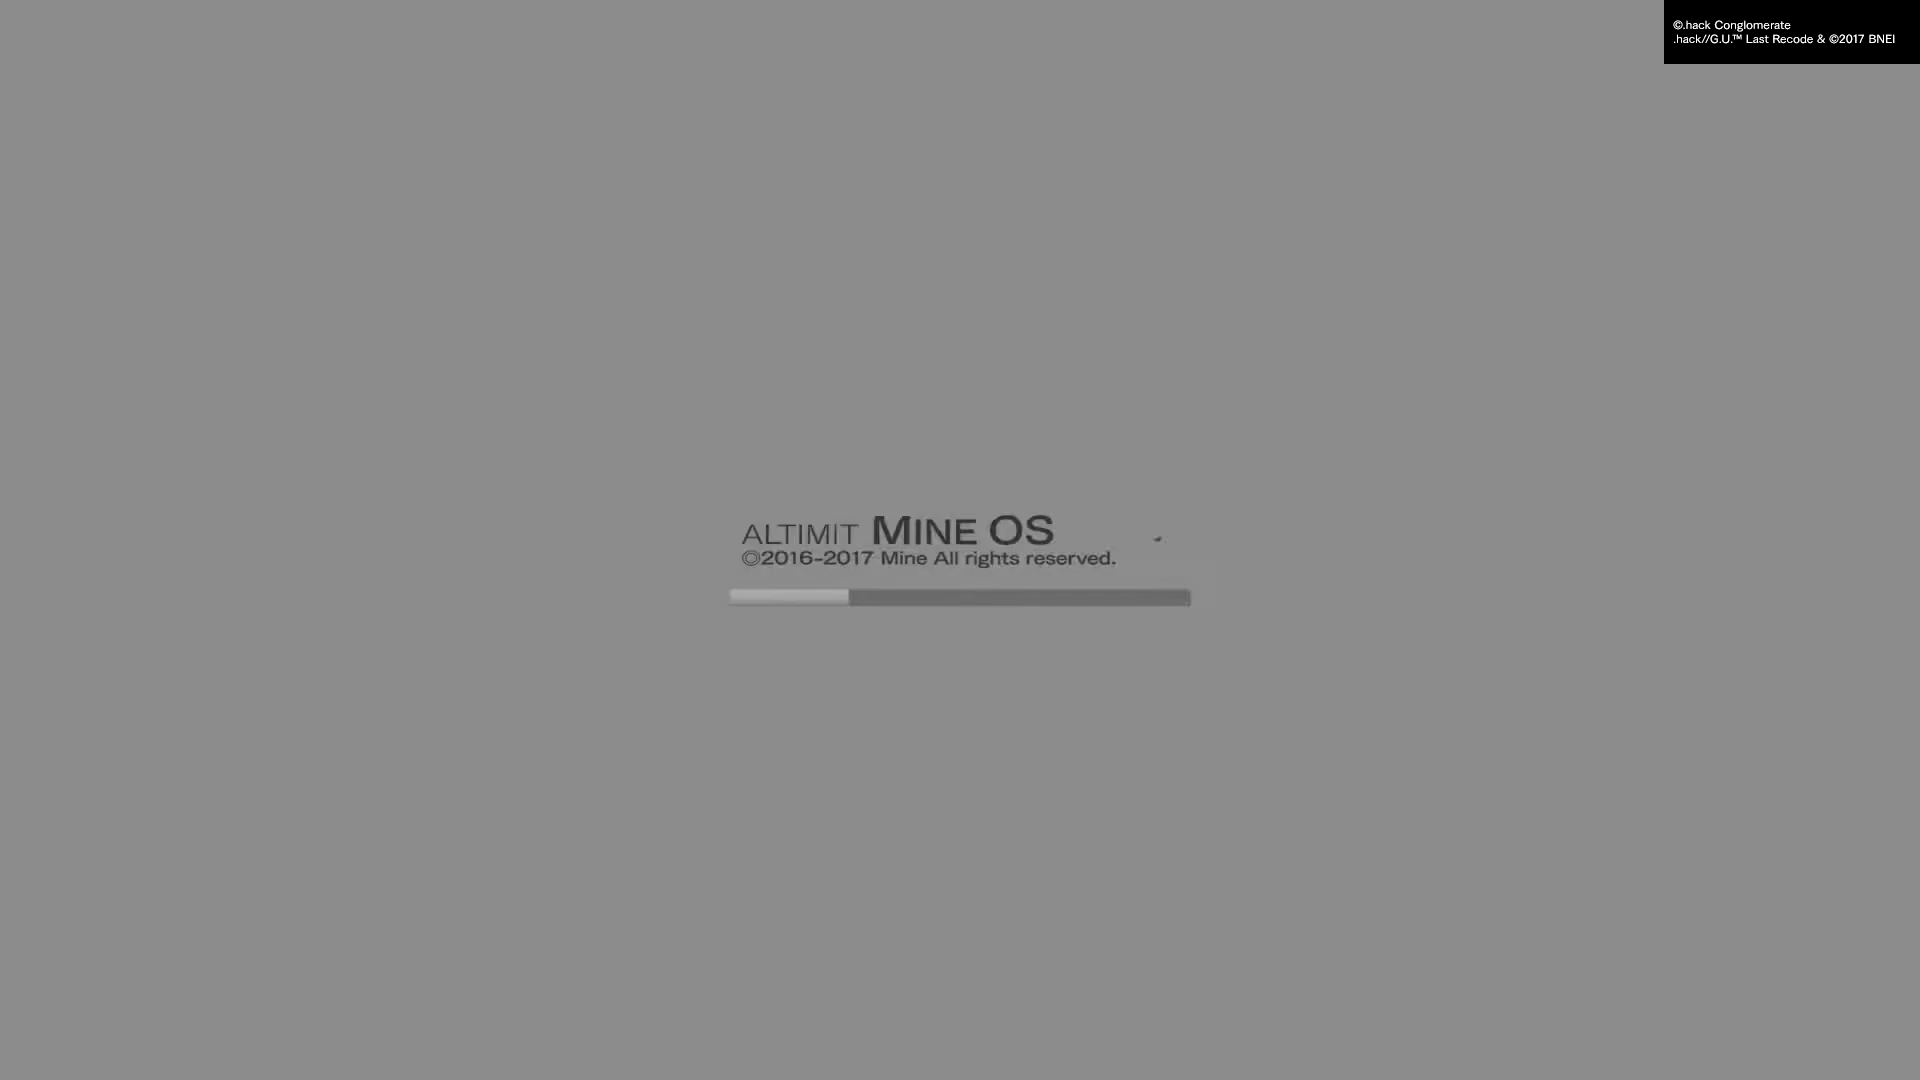 ©.hack Conglomerate
.hack//G.U.™ Last Recode & ©2017 BNEI
ALTIMIT MINE OS
©2016-2017 Mine All rights reserved.